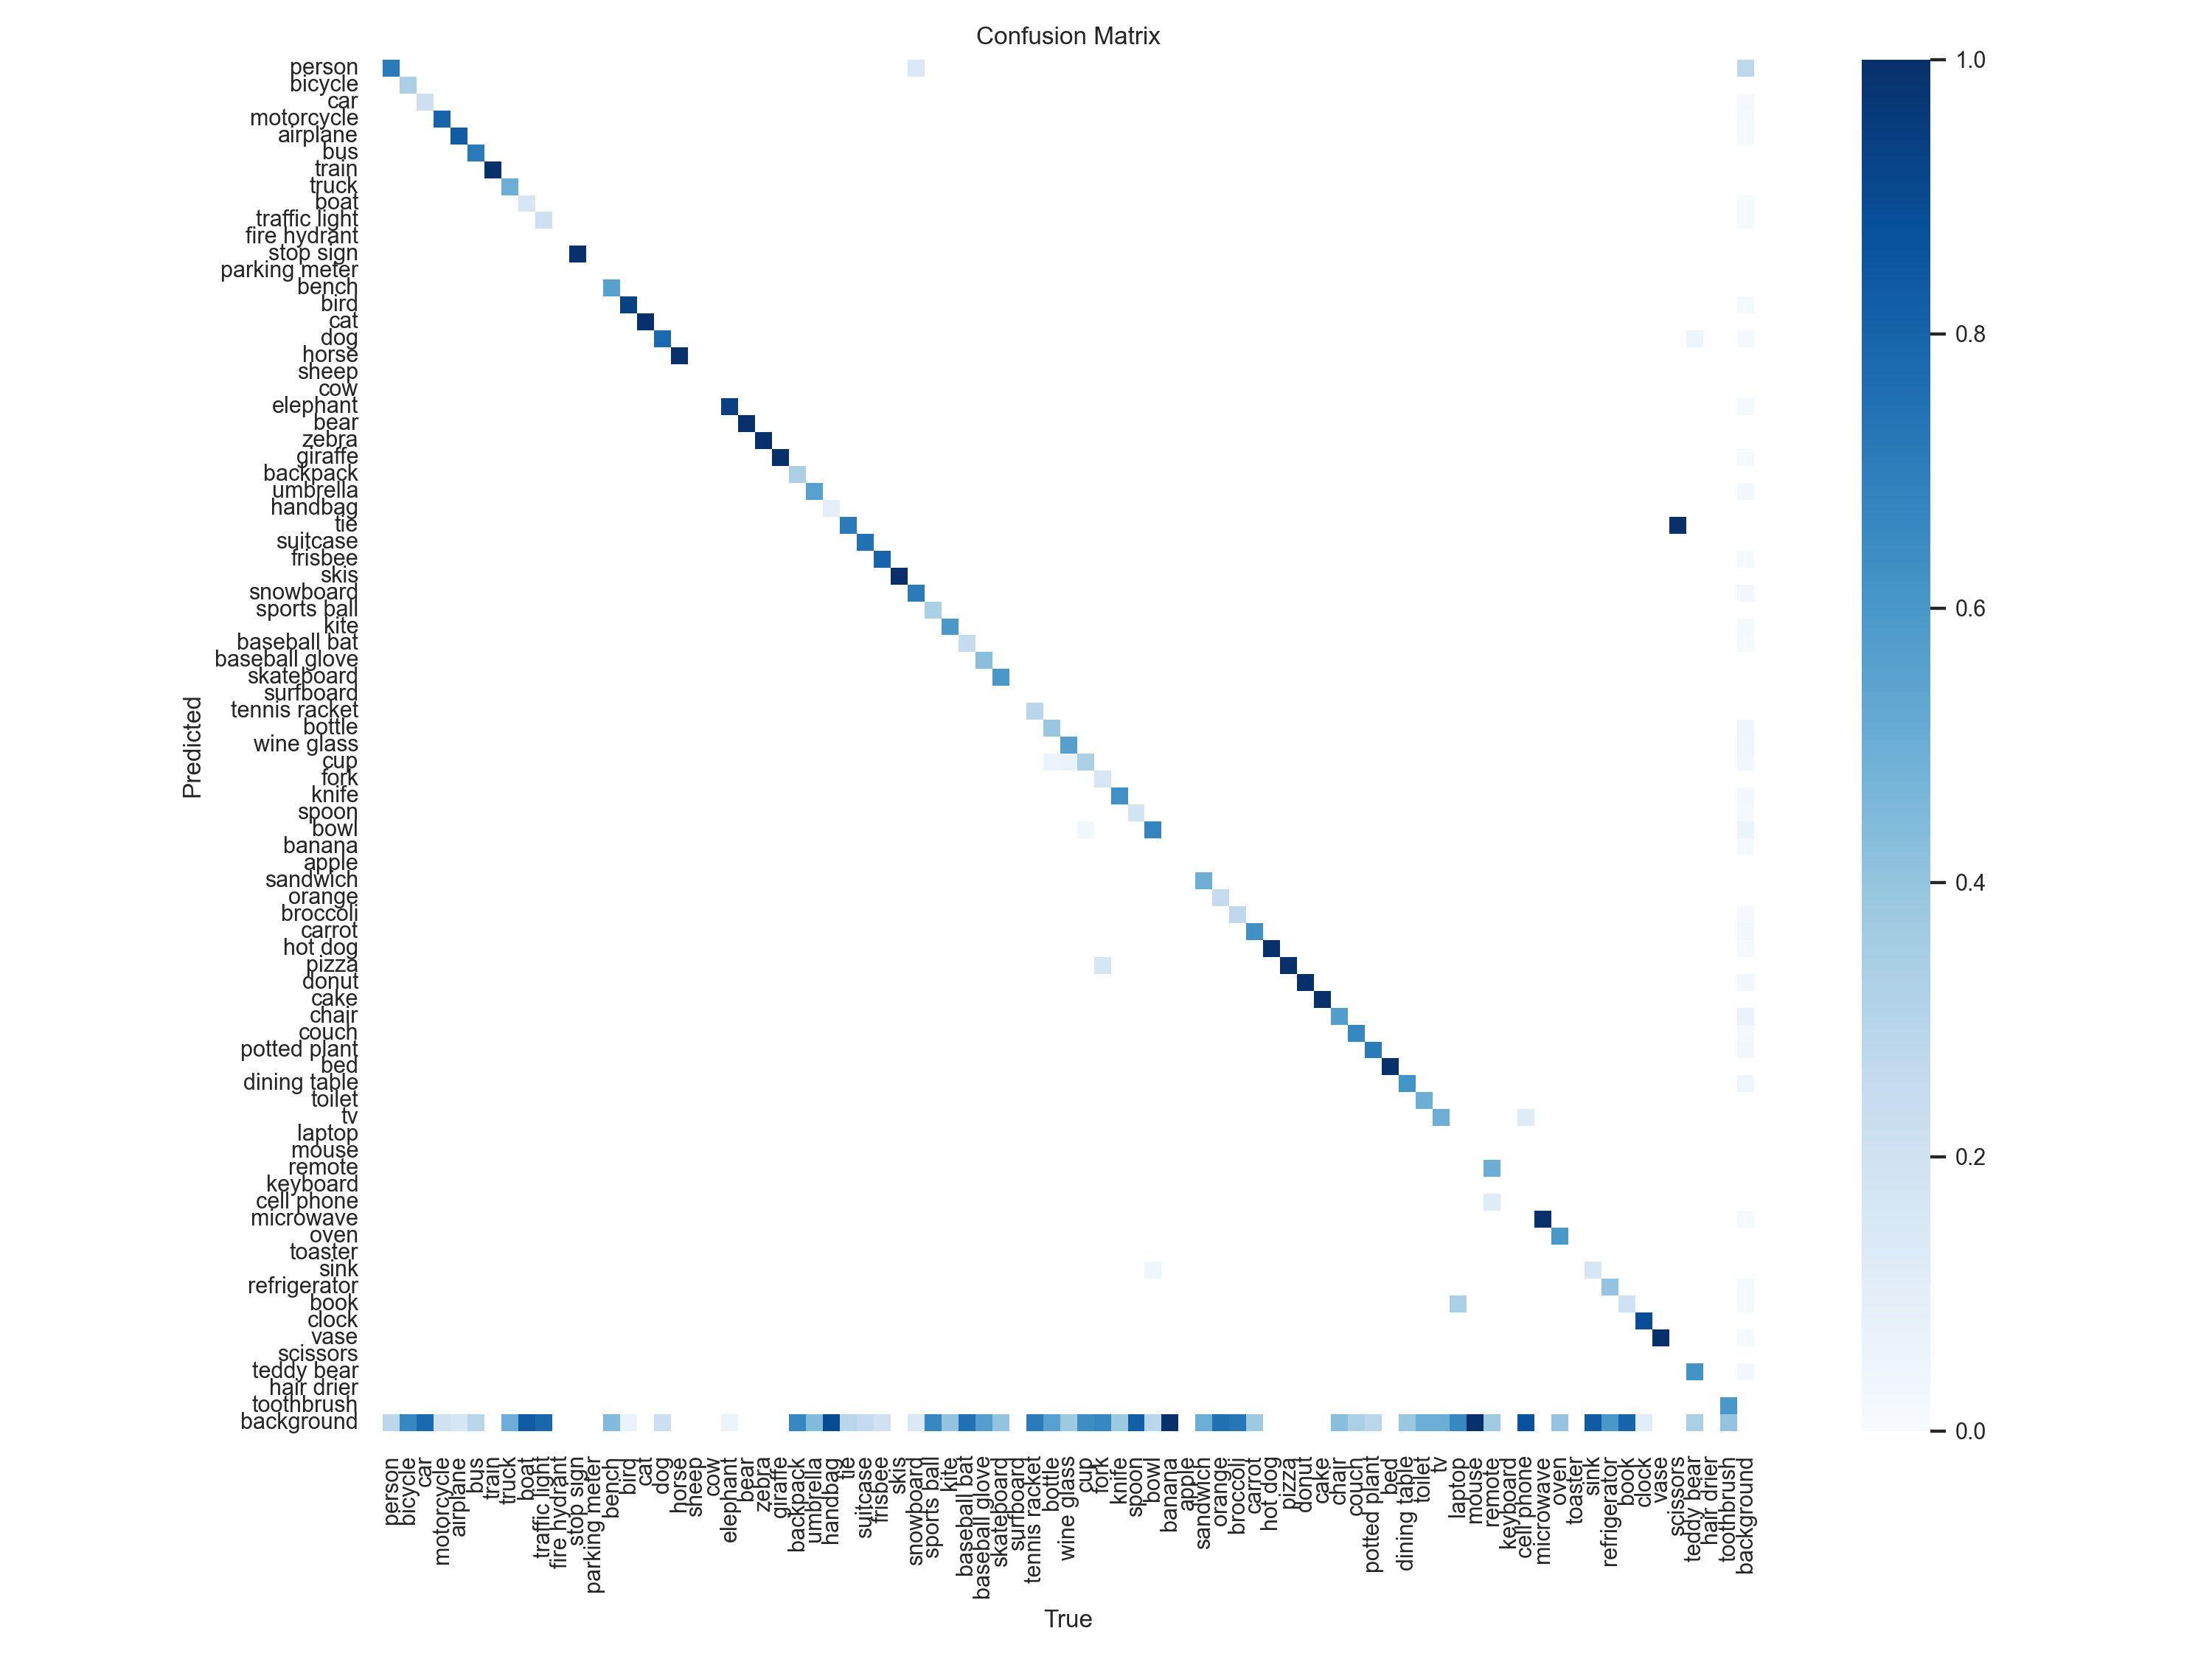 Confusion Matrix
person
bicycle
car
motorcycle
airplane
bus
train
truck
boat
traffic light
fire hydrant
stop sign
parking meter
bench
bird
cat
dog
horse
sheep
cow
elephant
bear
zebra
giraffe
backpack
umbrella
handbag
tie
suitcase
frisbee
skis
snowboard
sports ball
kite
baseball bat
baseball glove
skateboard
surfboard
tennis racket
bottle
wine glass
cup
fork
knife
spoon
bowl
banana
apple
sandwich
orange
broccoli
carrot
hot dog
pizza
donut
cake
chair
couch
potted plant
bed
dining table
toilet
tv
laptop
mouse
remote
keyboard
cell phone
microwave
oven
toaster
sink
refrigerator
book
clock
vase
scissors
teddy bear
hair drier
toothbrush
background
Predicted
person
bicycle
car
motorcycle
airplane
bus
train
truck
boat
traffic light
fire hydrant
stop sign
parking meter
bench
bird
cat
dog
horse
sheep
cow
elephant
bear
zebra
giraffe
backpack
umbrella
handbag
tie
suitcase
frisbee
skis
snowboard
sports ball
kite
baseball bat
baseball glove
skateboard
surfboard
tennis racket
bottle
wine glass
cup
fork
knife
spoon
bowl
banana
apple
sandwich
orange
broccoli
carrot
hot dog
pizza
donut
cake
chair
couch
potted plant
bed
dining table
toilet
tv
laptop
mouse
remote
keyboard
cell phone
microwave
oven
toaster
sink
refrigerator
book
clock
vase
scissors
teddy bear
hair drier
toothbrush
background
True
1.0
0.8
0.6
0.4
0.2
0.0